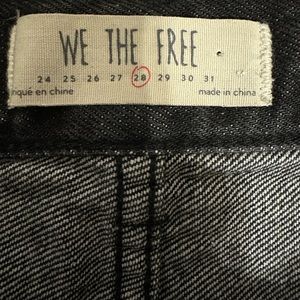 WE THE FREE
24 25 26 27 28 29 30 31
iqué en chine made in china